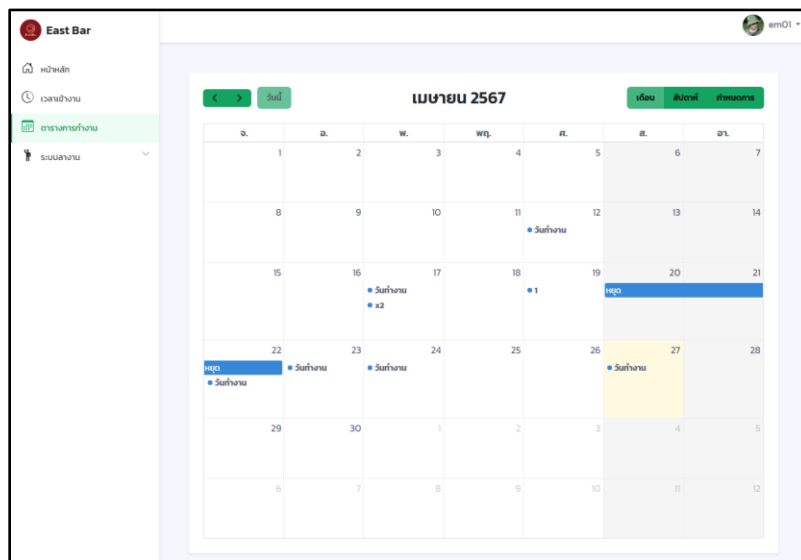 East Bar
em01
หน้าหลัก
เวลาเข้างาน
ตารางการทำงาน
ระบบลางาน
วันนี้
เมษายน 2567
เดือน สัปดาห์ กำหนดการ
จ. อ. พ. พฤ. ศ. ส. อา.
1 2 3 4 5 6 7
8 9 10 11 12 13 14
วันทำงาน
15 16 17 18 19 20 21
วันทำงาน 1 หยุด
x2
22 23 24 25 26 27 28
หยุด วันทำงาน วันทำงาน วันทำงาน
วันทำงาน
29 30 1 2 3 4 5
6 7 8 9 10 11 12